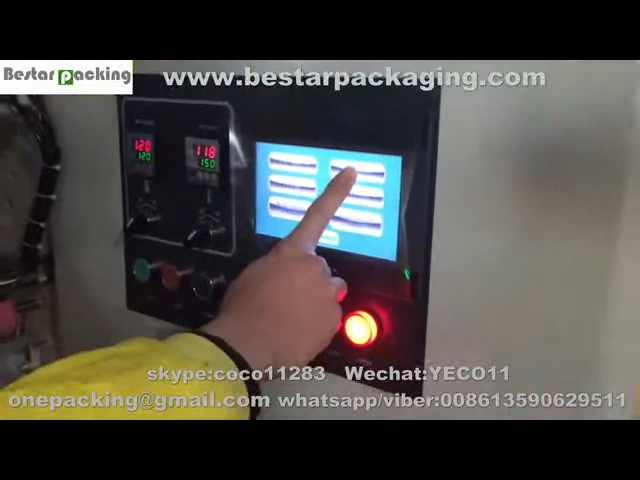 Bestar packing
www.bestarpackaging.com
120
120
118
150
skype:coco11283 Wechat:YECO11
onepacking@gmail.com whatsapp/viber:008613590629511